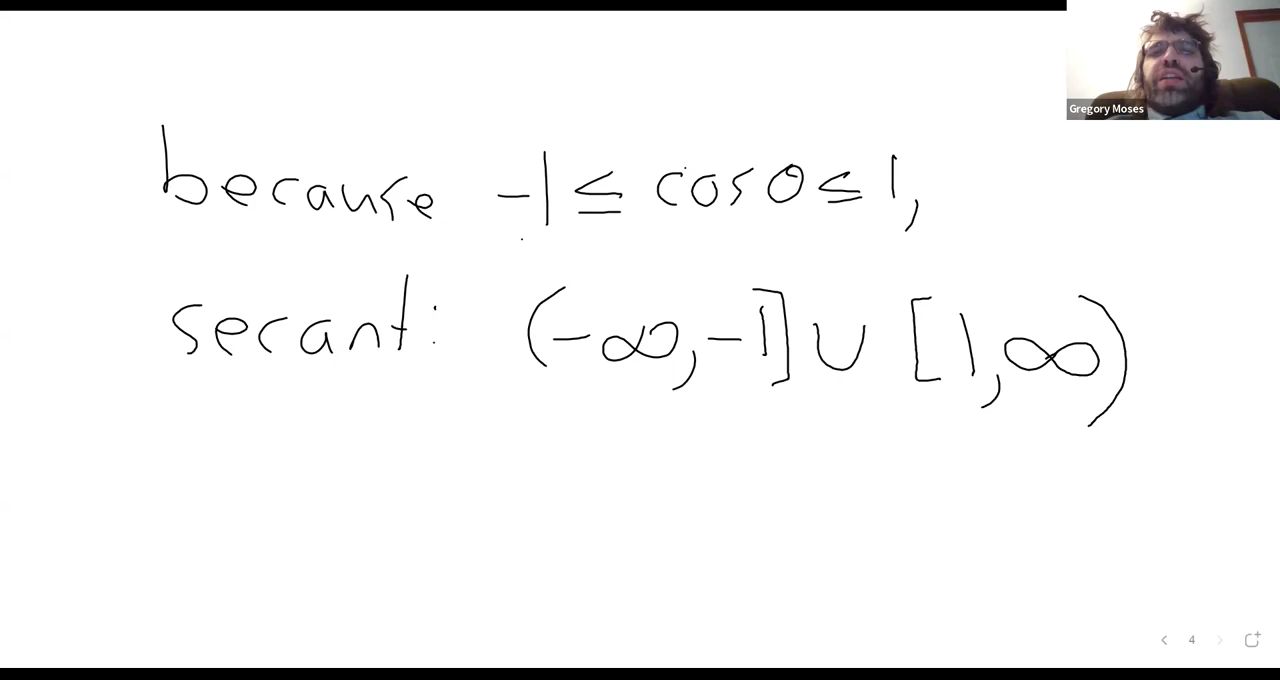 Gregory Moses
because -1 ≤ cos θ ≤ 1,
secant: (-∞, -1] ∪ [1, ∞)
4